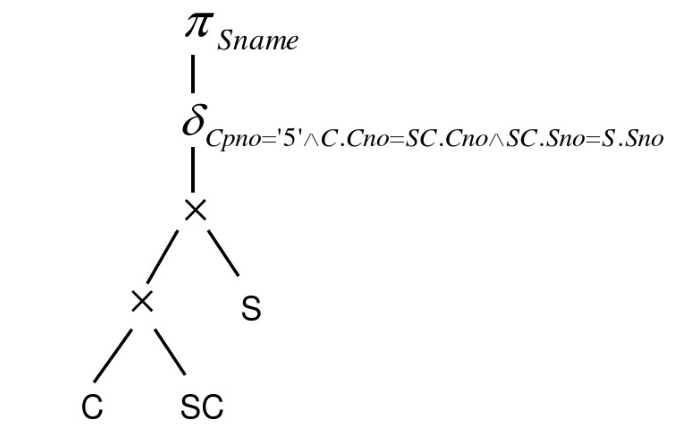 π Sname
δ Cpno='5'∧C.Cno=SC.Cno∧SC.Sno=S.Sno
×
×
S
C
SC